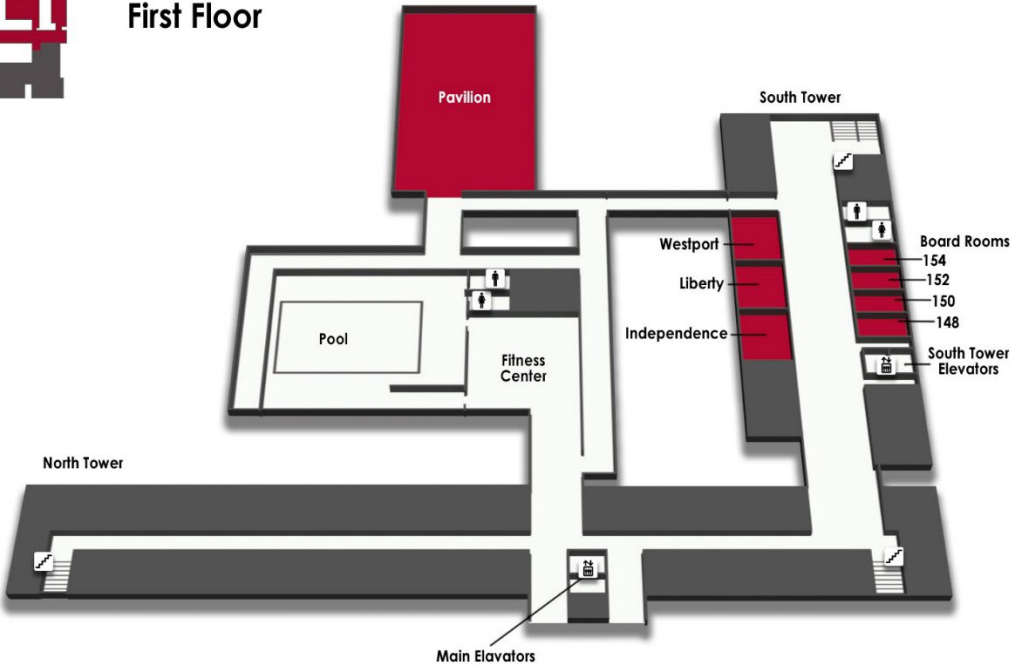 First Floor
Pavilion
South Tower
Westport
Liberty
Independence
Board Rooms
154
152
150
148
South Tower
Elevators
Pool
Fitness
Center
North Tower
Main Elavators